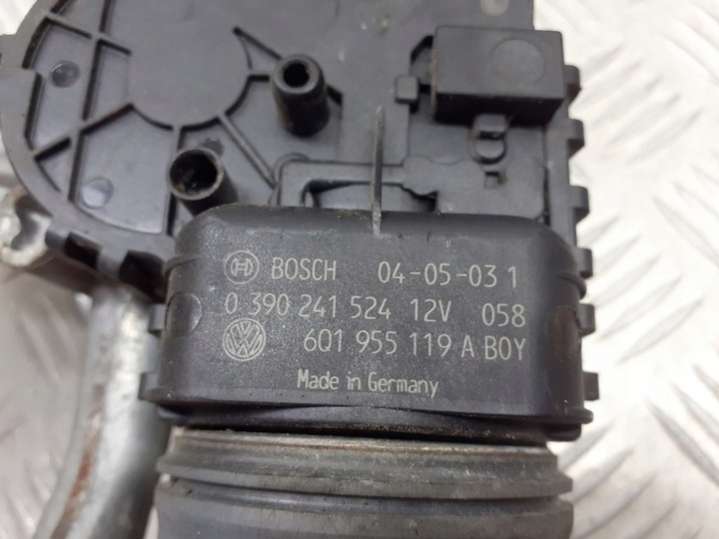 BOSCH 04-05-03 1
0 390 241 524 12V 058
6Q1 955 119 A BOY
Made in Germany